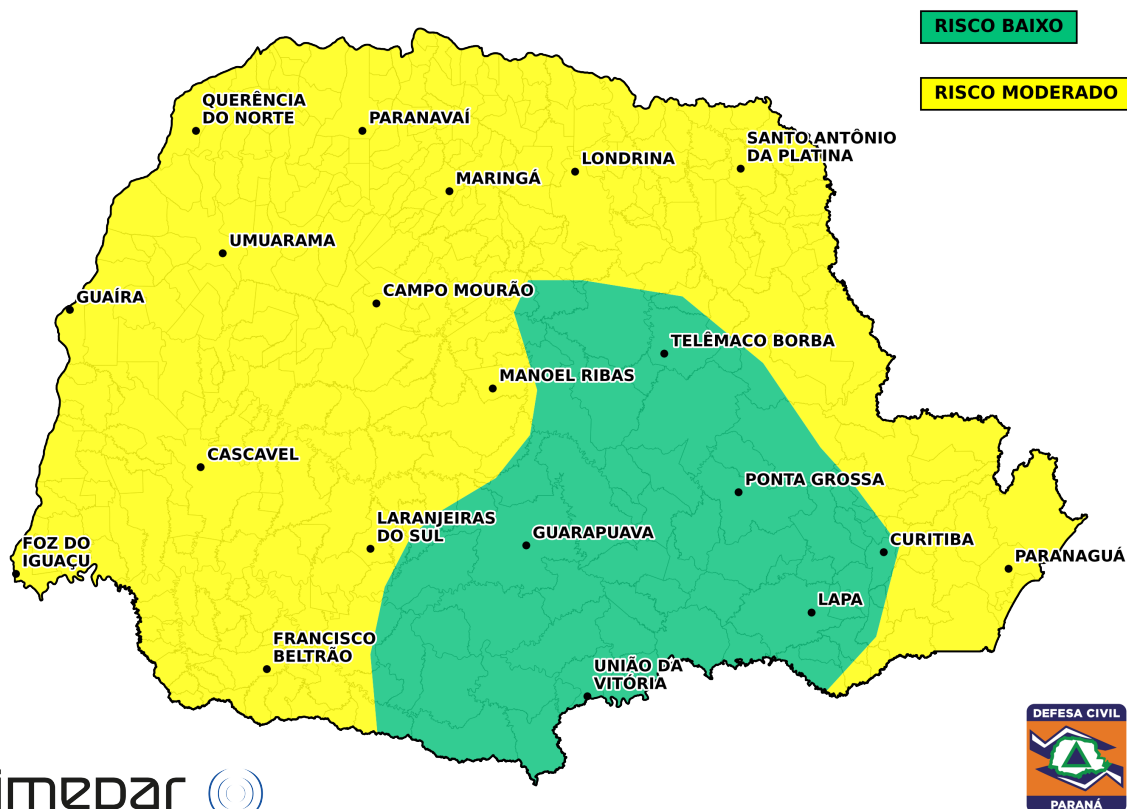 RISCO BAIXO
RISCO MODERADO
QUERÊNCIA
DO NORTE
PARANAVAÍ
SANTO ANTÔNIO
DA PLATINA
LONDRINA
MARINGÁ
UMUARAMA
GUAÍRA
CAMPO MOURÃO
TELÊMACO BORBA
MANOEL RIBAS
CASCAVEL
PONTA GROSSA
LARANJEIRAS
DO SUL
GUARAPUAVA
CURITIBA
FOZ DO
IGUAÇU
PARANAGUÁ
LAPA
FRANCISCO
BELTRÃO
UNIÃO DA
VITÓRIA
DEFESA CIVIL
PARANÁ
imepar